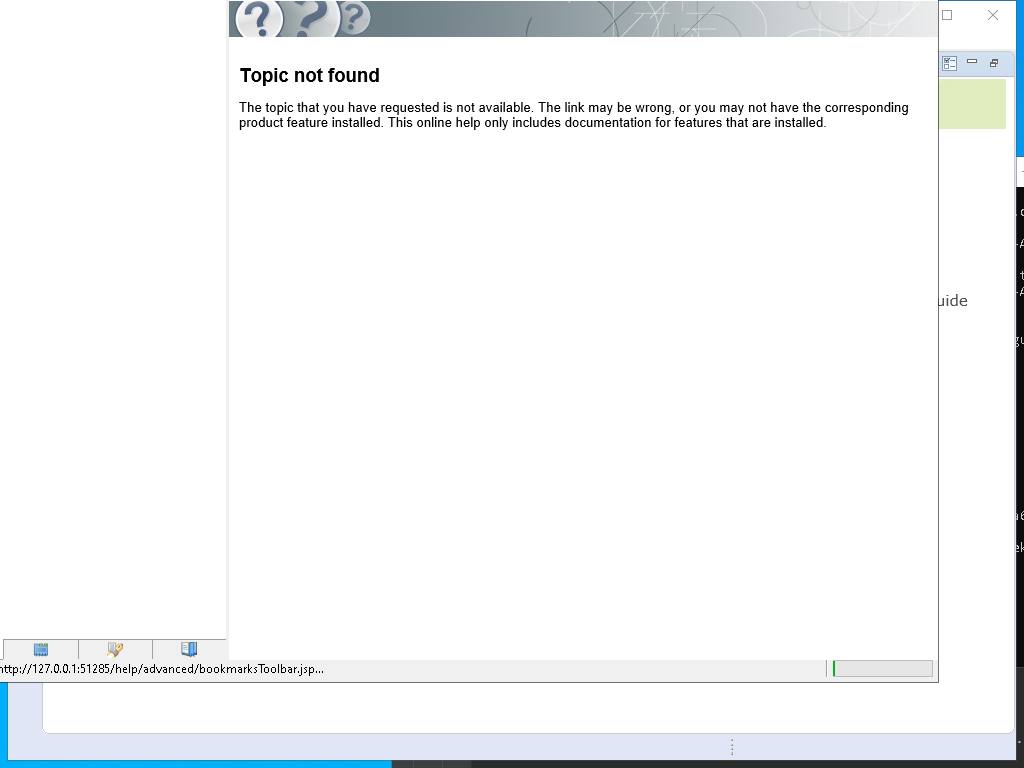 Topic not found
The topic that you have requested is not available. The link may be wrong, or you may not have the corresponding
product feature installed. This online help only includes documentation for features that are installed.
uide
http://127.0.0.1:51285/help/advanced/bookmarksToolbar.jsp...